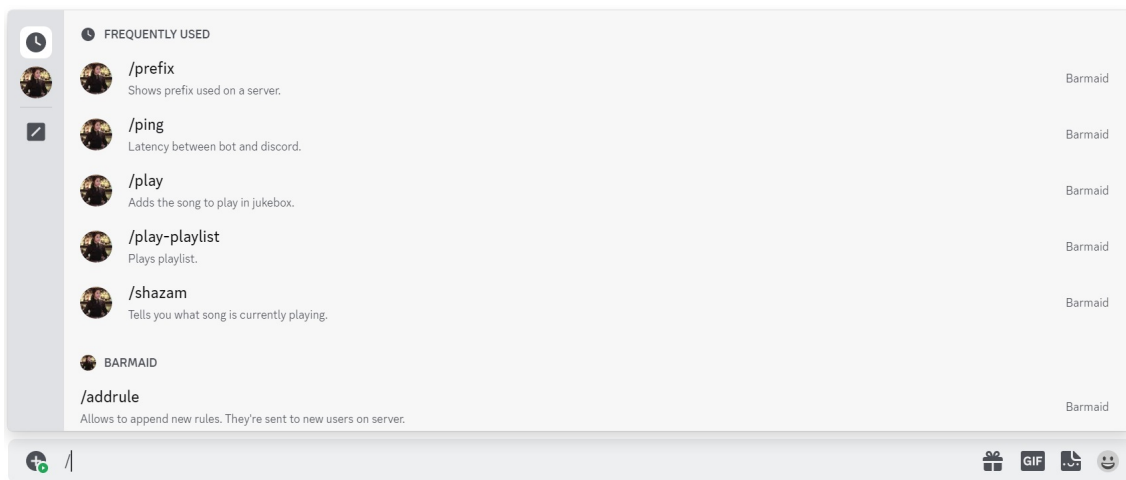 FREQUENTLY USED
/prefix
Shows prefix used on a server.
Barmaid
/ping
Latency between bot and discord.
Barmaid
/play
Adds the song to play in jukebox.
Barmaid
/play-playlist
Plays playlist.
Barmaid
/shazam
Tells you what song is currently playing.
Barmaid
BARMAID
/addrule
Allows to append new rules. They're sent to new users on server.
Barmaid
/
GIF